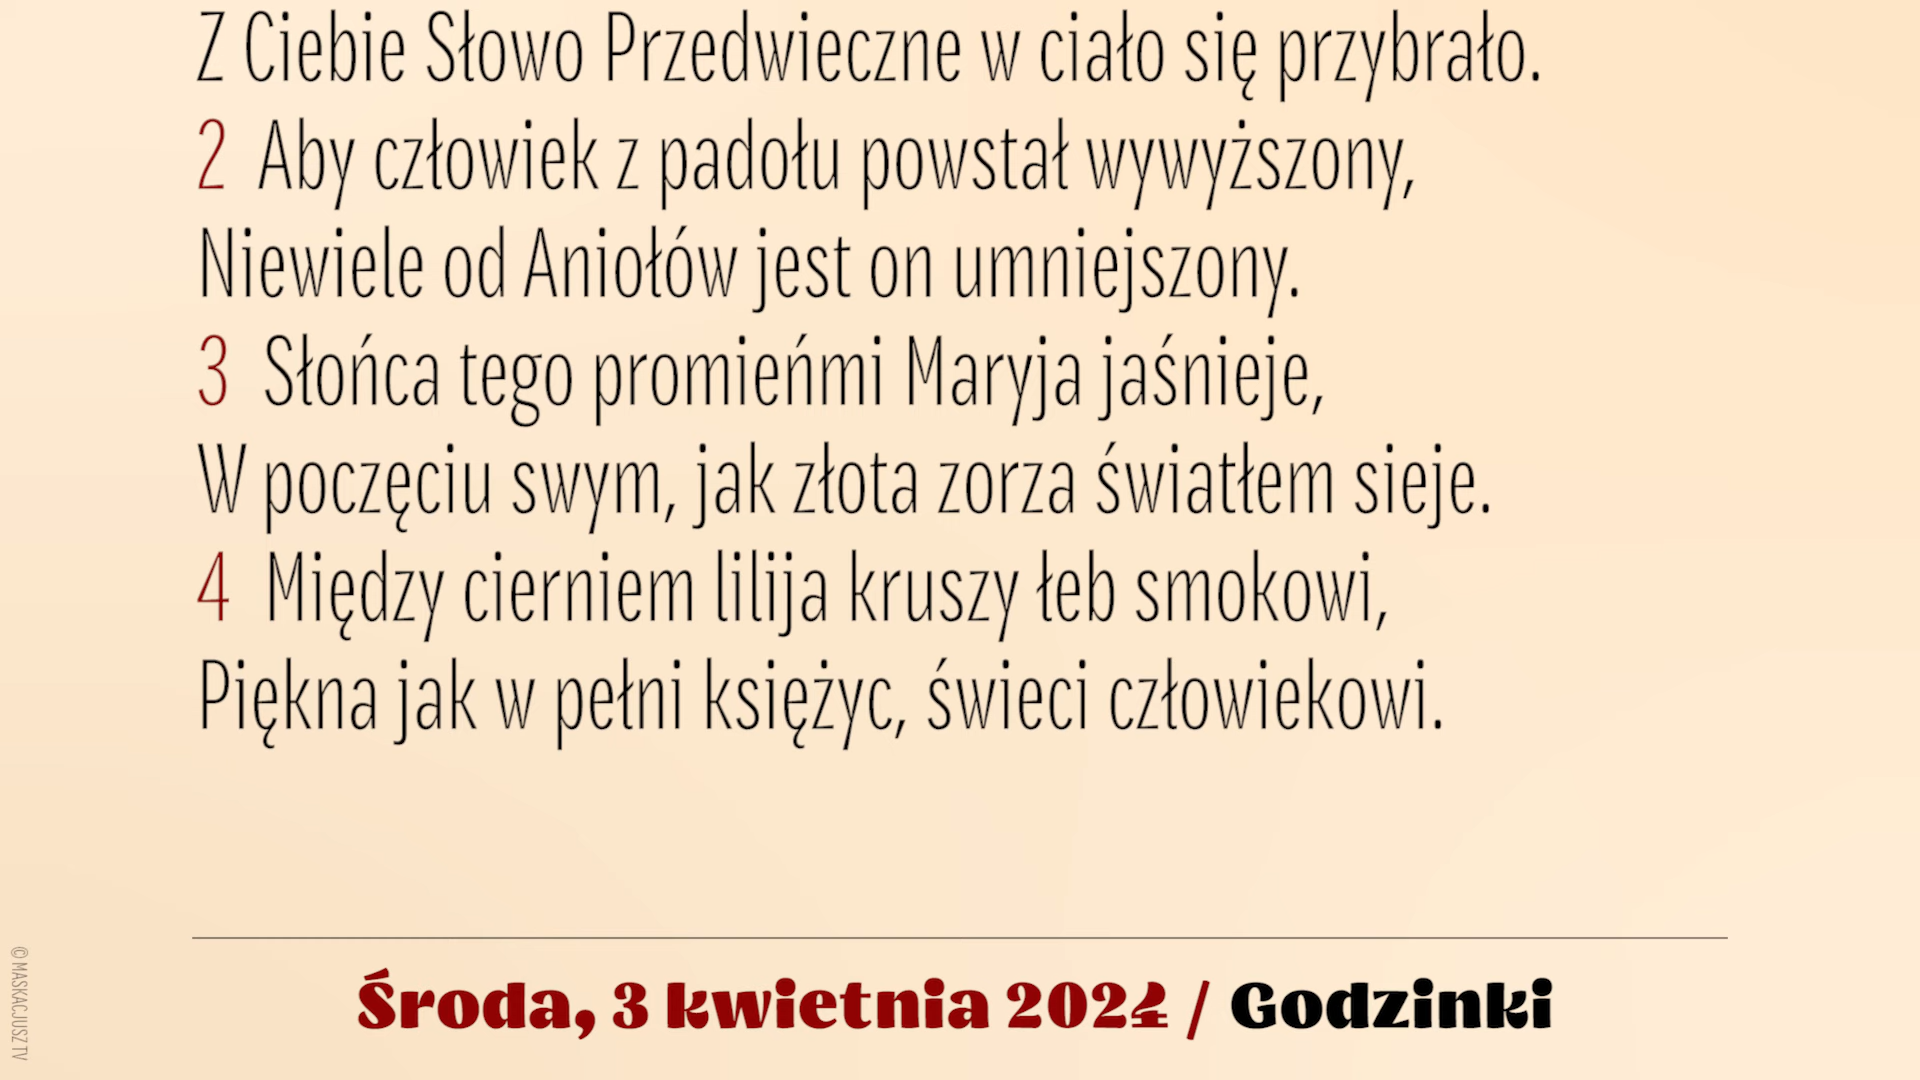 Z Ciebie Słowo Przedwieczne w ciało się przybrało.
2 Aby człowiek z padołu powstał wywyższony,
Niewiele od Aniołów jest on umniejszony.
3 Słońca tego promieńmi Maryja jaśnieje,
W poczęciu swym, jak złota zorza światłem sieje.
4 Między cierniem lilija kruszy łeb smokowi,
Piękna jak w pełni księżyc, świeci człowiekowi.
Środa, 3 kwietnia 2024 / Godzinki
© MASKACJUSZ TV